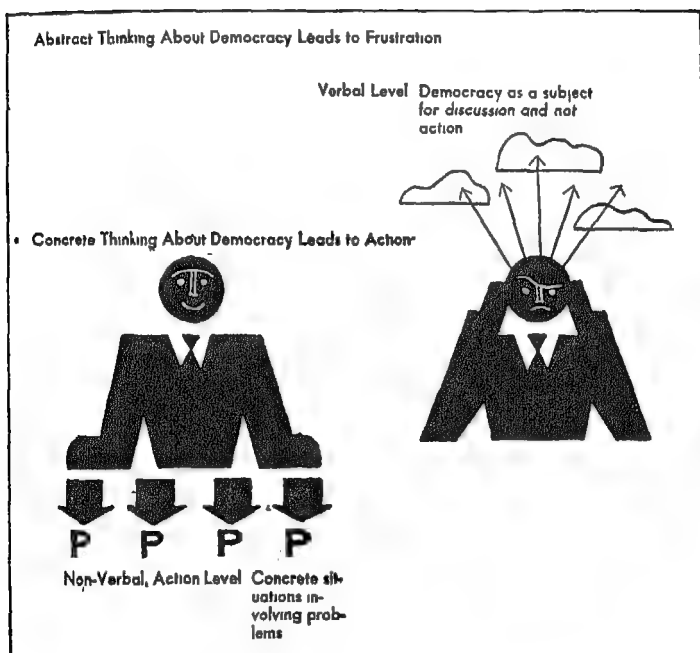 Abstract Thinking About Democracy Leads to Frustration
Verbal Level Democracy as a subject
for discussion and not
action
• Concrete Thinking About Democracy Leads to Action
P P P P
Non-Verbal, Action Level Concrete sit-
uations in-
volving prob-
lems